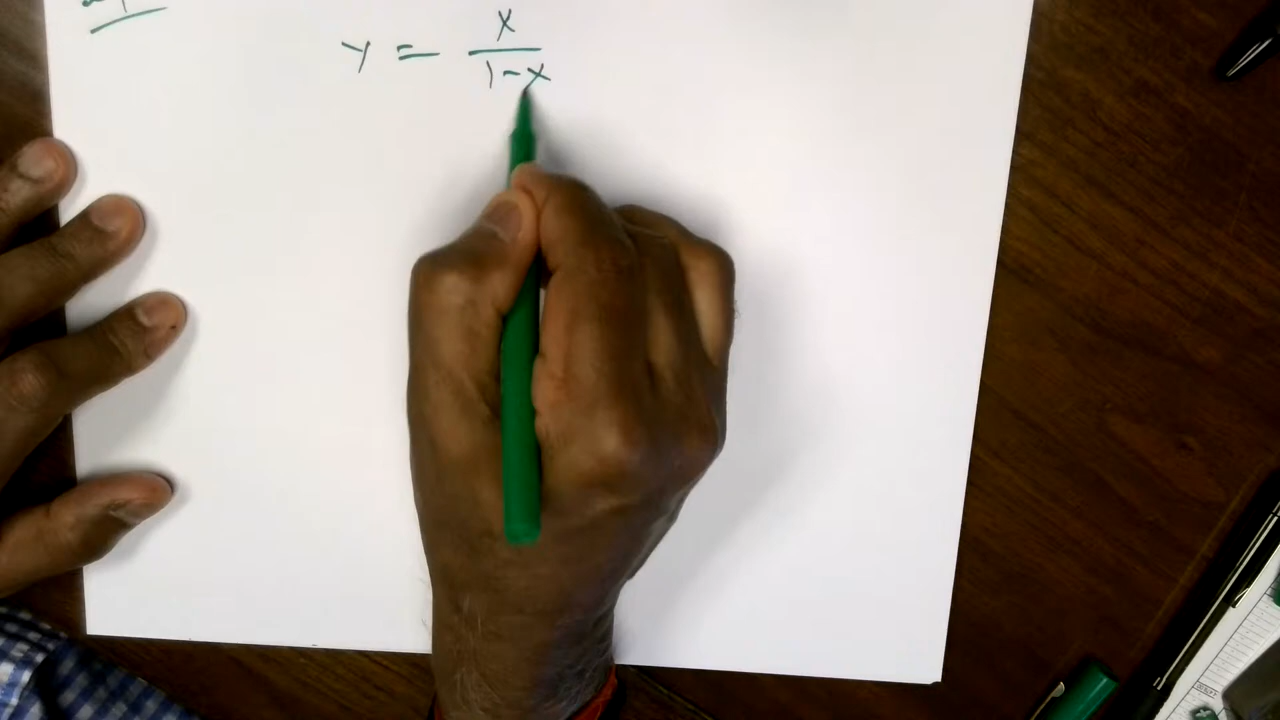 y = x/(1-x)